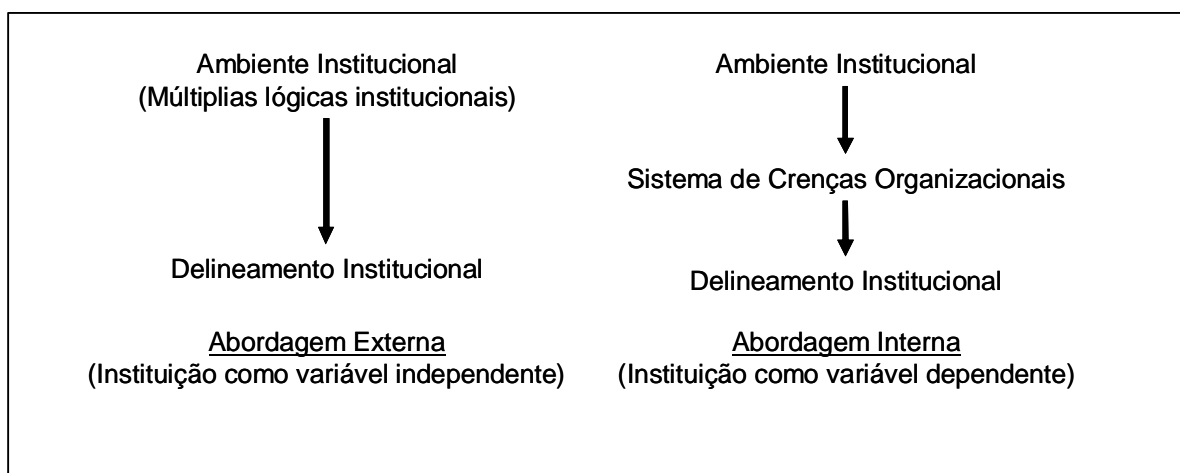 Ambiente Institucional
(Múltiplias lógicas institucionais)
Delineamento Institucional
Abordagem Externa
(Instituição como variável independente)
Ambiente Institucional
Sistema de Crenças Organizacionais
Delineamento Institucional
Abordagem Interna
(Instituição como variável dependente)